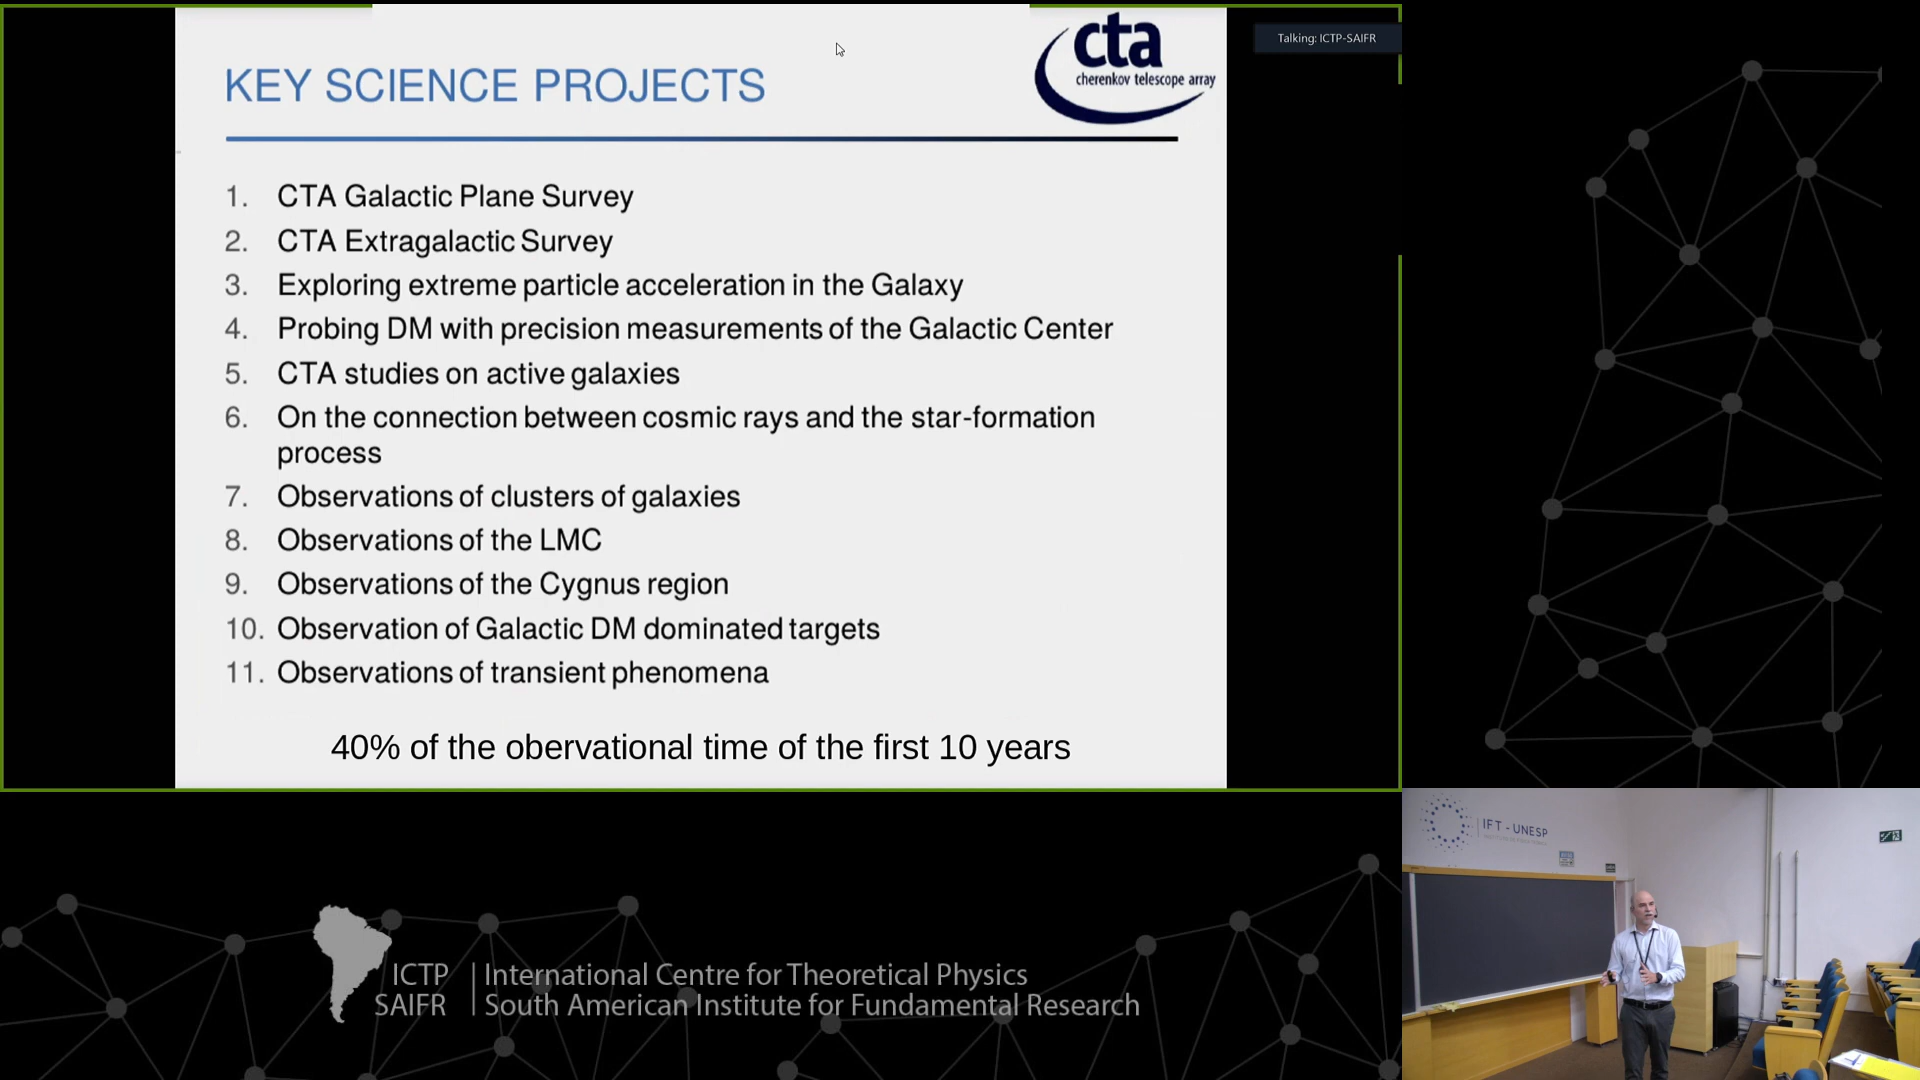 Talking: ICTP-SAIFR
cta
cherenkov telescope array
KEY SCIENCE PROJECTS
1. CTA Galactic Plane Survey
2. CTA Extragalactic Survey
3. Exploring extreme particle acceleration in the Galaxy
4. Probing DM with precision measurements of the Galactic Center
5. CTA studies on active galaxies
6. On the connection between cosmic rays and the star-formation
process
7. Observations of clusters of galaxies
8. Observations of the LMC
9. Observations of the Cygnus region
10. Observation of Galactic DM dominated targets
11. Observations of transient phenomena
40% of the obervational time of the first 10 years
IFT - UNESP
ICTP | International Centre for Theoretical Physics
SAIFR | South American Institute for Fundamental Research